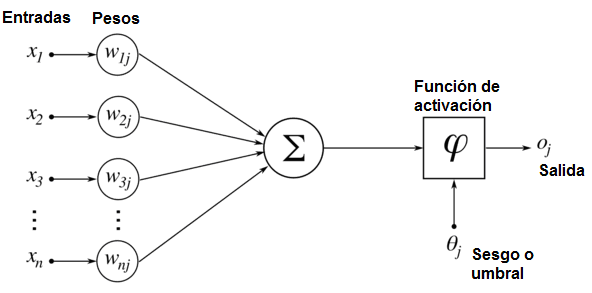 Entradas Pesos
x1 w1j
x2 w2j
x3 w3j
⋮ ⋮
xn wnj
Σ
Función de
activación
φ
oj
Salida
θj
Sesgo o
umbral